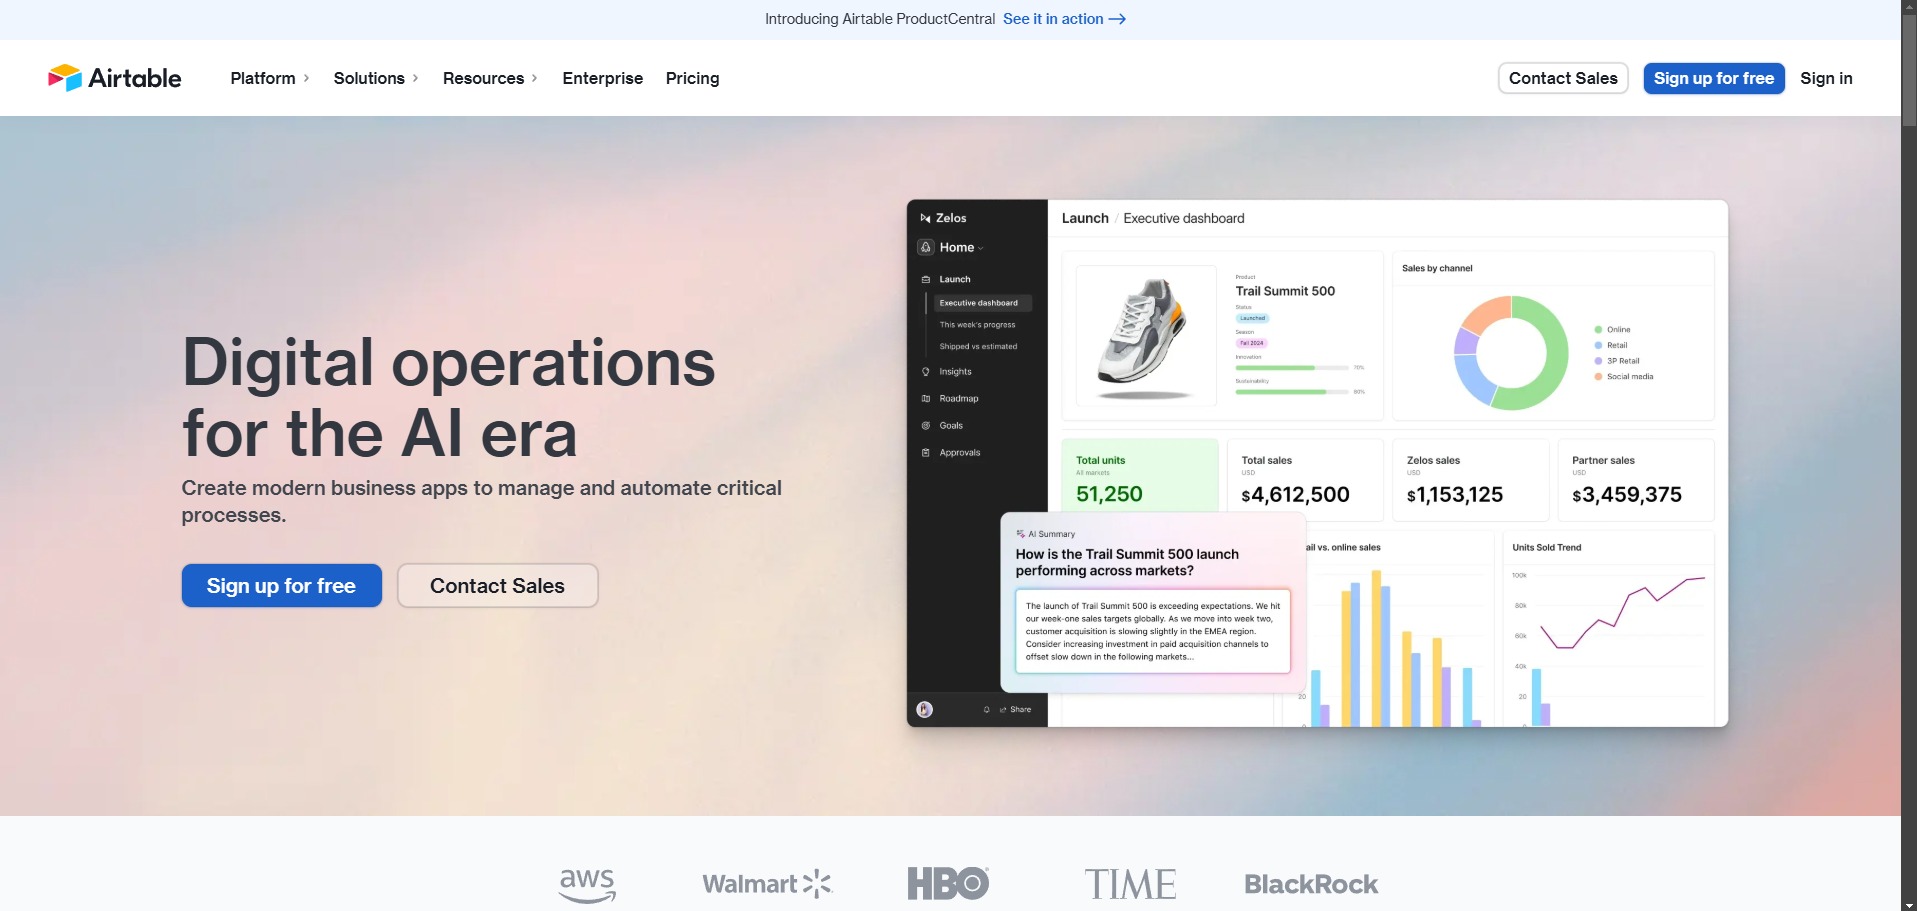 Introducing Airtable ProductCentral See it in action →
Airtable
Platform Solutions Resources Enterprise Pricing
Contact Sales Sign up for free Sign in
Digital operations
for the AI era
Create modern business apps to manage and automate critical
processes.
Sign up for free Contact Sales
Zelos
Home
Launch
Executive dashboard
This week's progress
Shipped vs estimated
Insights
Roadmap
Goals
Approvals
Share
Launch / Executive dashboard
Product
Trail Summit 500
Status
Launched
Season
Fall 2024
Innovation
70%
Sustainability
80%
Sales by channel
Online
Retail
3P Retail
Social media
Total units
All markets
51,250
Total sales
USD
$4,612,500
Zelos sales
USD
$1,153,125
Partner sales
USD
$3,459,375
AI Summary
How is the Trail Summit 500 launch
performing across markets?
The launch of Trail Summit 500 is exceeding expectations. We hit
our week-one sales targets globally. As we move into week two,
customer acquisition is slowing slightly in the EMEA region.
Consider increasing investment in paid acquisition channels to
offset slow down in the following markets...
ail vs. online sales
20
0
Units Sold Trend
100k
80k
60k
40k
20
0
aws
Walmart
HBO
TIME
BlackRock